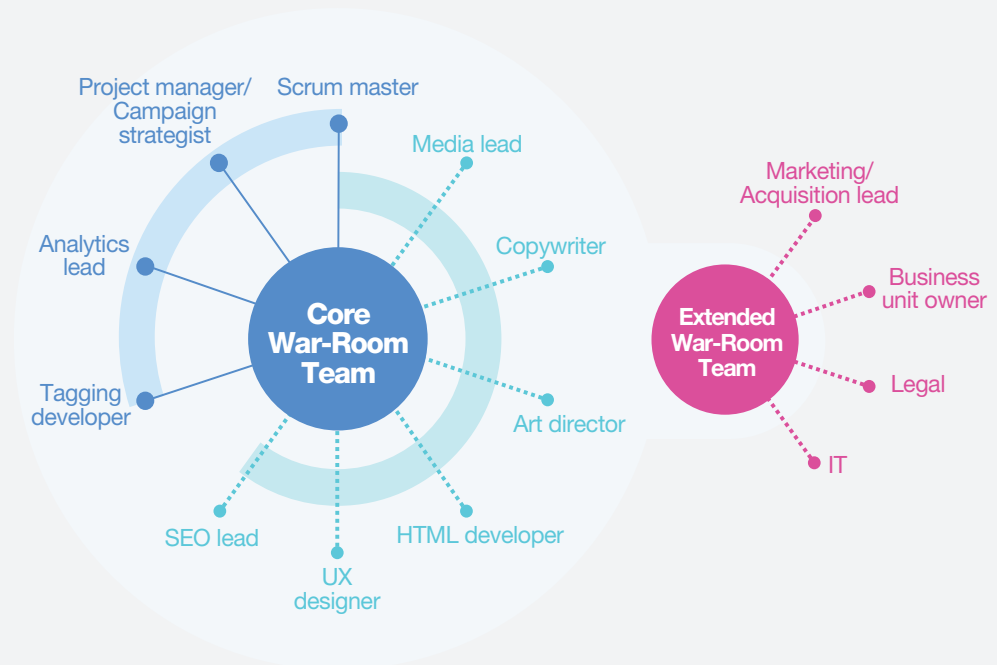 Project manager/
Campaign
strategist
Scrum master
Media lead
Copywriter
Analytics
lead
Core
War-Room
Team
Tagging
developer
Art director
SEO lead
HTML developer
UX
designer
Marketing/
Acquisition lead
Business
unit owner
Extended
War-Room
Team
Legal
IT